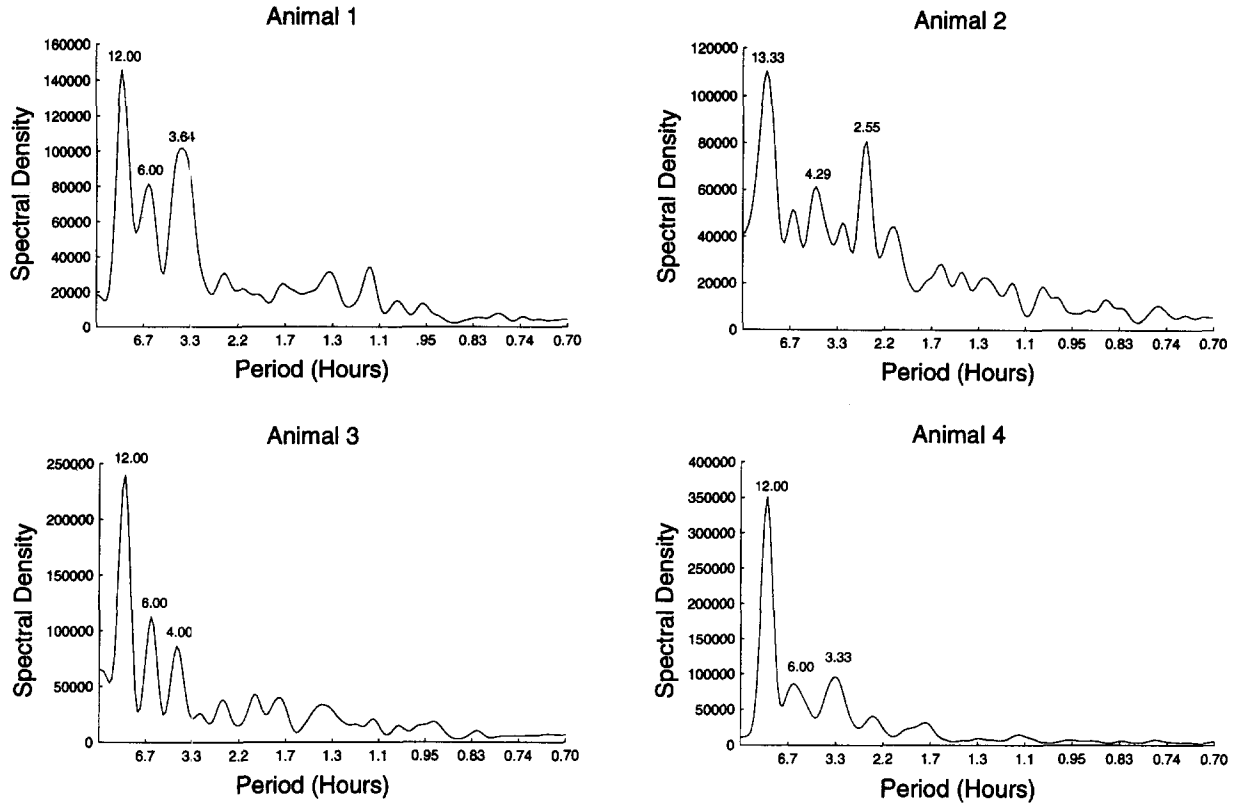 Animal 1
160000
140000
120000
100000
80000
60000
40000
20000
0
12.00
6.00
3.64
Spectral Density
6.7 3.3 2.2 1.7 1.3 1.1 .95 0.83 0.74 0.70
Period (Hours)
Animal 2
120000
100000
80000
60000
40000
20000
0
13.33
4.29
2.55
Spectral Density
6.7 3.3 2.2 1.7 1.3 1.1 0.95 0.83 0.74 0.70
Period (Hours)
Animal 3
250000
200000
150000
100000
50000
0
12.00
6.00
4.00
Spectral Density
6.7 3.3 2.2 1.7 1.3 1.1 0.95 0.83 0.74 0.70
Period (Hours)
Animal 4
400000
350000
300000
250000
200000
150000
100000
50000
0
12.00
6.00
3.33
Spectral Density
6.7 3.3 2.2 1.7 1.3 1.1 0.95 0.83 0.74 0.70
Period (Hours)